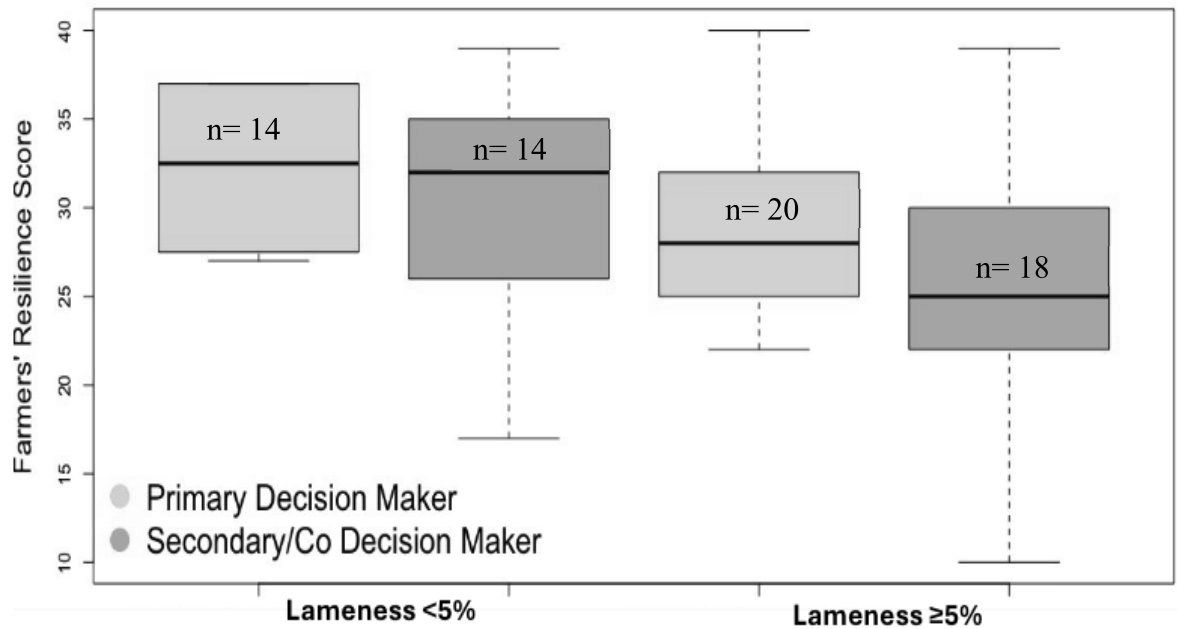 Farmers' Resilience Score
40
35
30
25
20
15
10
n= 14
n= 14
n= 20
n= 18
Primary Decision Maker
Secondary/Co Decision Maker
Lameness <5%
Lameness ≥5%